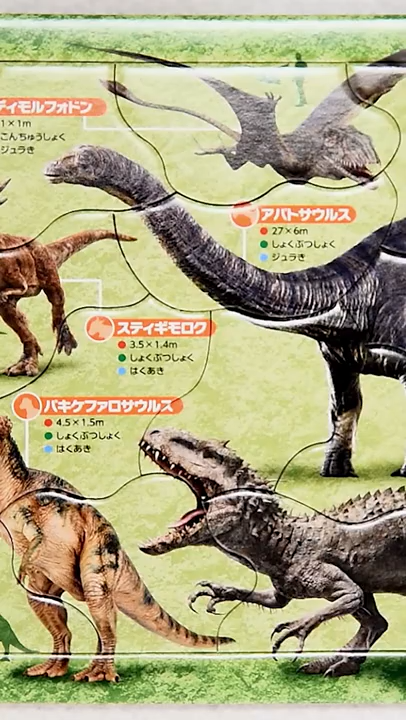 ディモルフォドン
1×1m
こんちゅうしょく
ジュラき
アパトサウルス
27×6m
しょくぶつしょく
ジュラき
スティギモロク
3.5×1.4m
しょくぶつしょく
はくあき
パキケファロサウルス
4.5×1.5m
しょくぶつしょく
はくあき